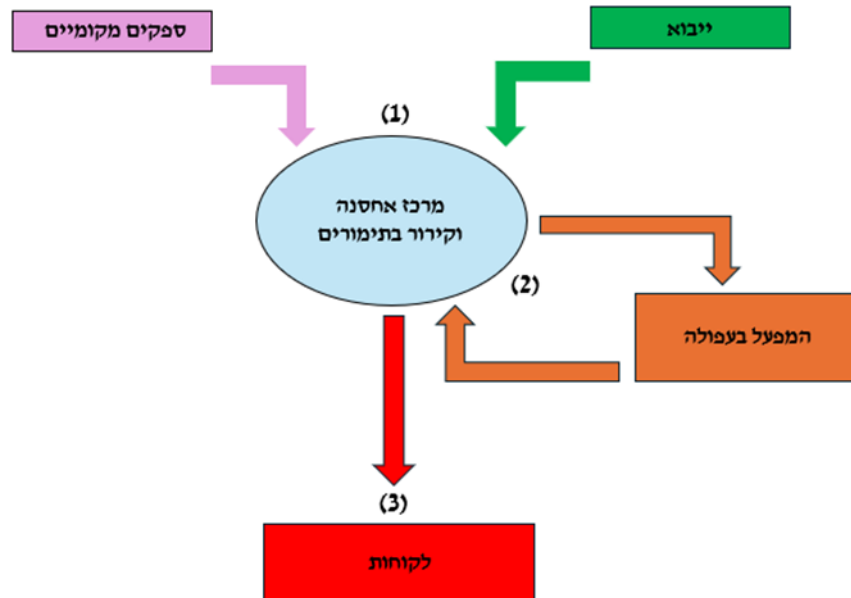 ספקים מקומיים
ייבוא
(1)
מרכז אחסנה
וקירור בתימורים
(2)
המפעל בעפולה
(3)
לקוחות